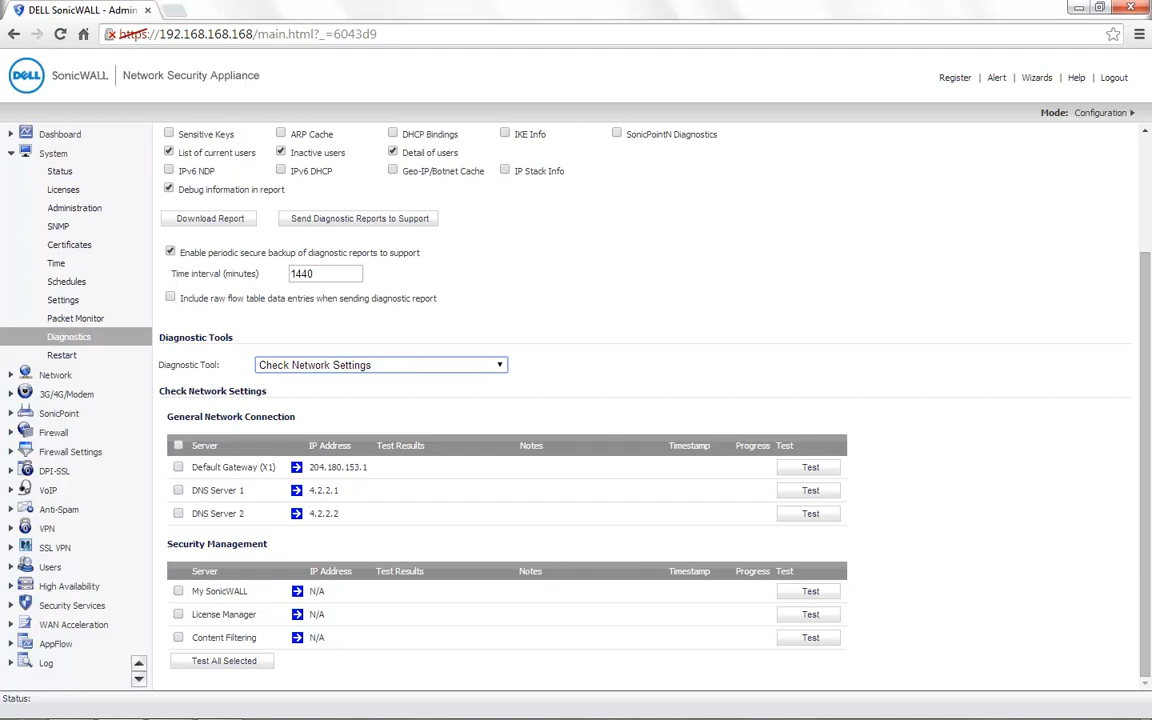 DELL SonicWALL - Admin
https://192.168.168.168/main.html?_=6043d9
DELL SonicWALL | Network Security Appliance
Register | Alert | Wizards | Help | Logout
Mode: Configuration
Dashboard
System
Status
Licenses
Administration
SNMP
Certificates
Time
Schedules
Settings
Packet Monitor
Diagnostics
Restart
Network
3G/4G/Modem
SonicPoint
Firewall
Firewall Settings
DPI-SSL
VoIP
Anti-Spam
VPN
SSL VPN
Users
High Availability
Security Services
WAN Acceleration
AppFlow
Log
Sensitive Keys ARP Cache DHCP Bindings IKE Info SonicPointN Diagnostics
List of current users Inactive users Detail of users
IPv6 NDP IPv6 DHCP Geo-IP/Botnet Cache IP Stack Info
Debug information in report
Download Report Send Diagnostic Reports to Support
Enable periodic secure backup of diagnostic reports to support
Time interval (minutes) 1440
Include raw flow table data entries when sending diagnostic report
Diagnostic Tools
Diagnostic Tool: Check Network Settings
Check Network Settings
General Network Connection
Server IP Address Test Results Notes Timestamp Progress Test
Default Gateway (X1) 204.180.153.1 Test
DNS Server 1 4.2.2.1 Test
DNS Server 2 4.2.2.2 Test
Security Management
Server IP Address Test Results Notes Timestamp Progress Test
My SonicWALL N/A Test
License Manager N/A Test
Content Filtering N/A Test
Test All Selected
Status: